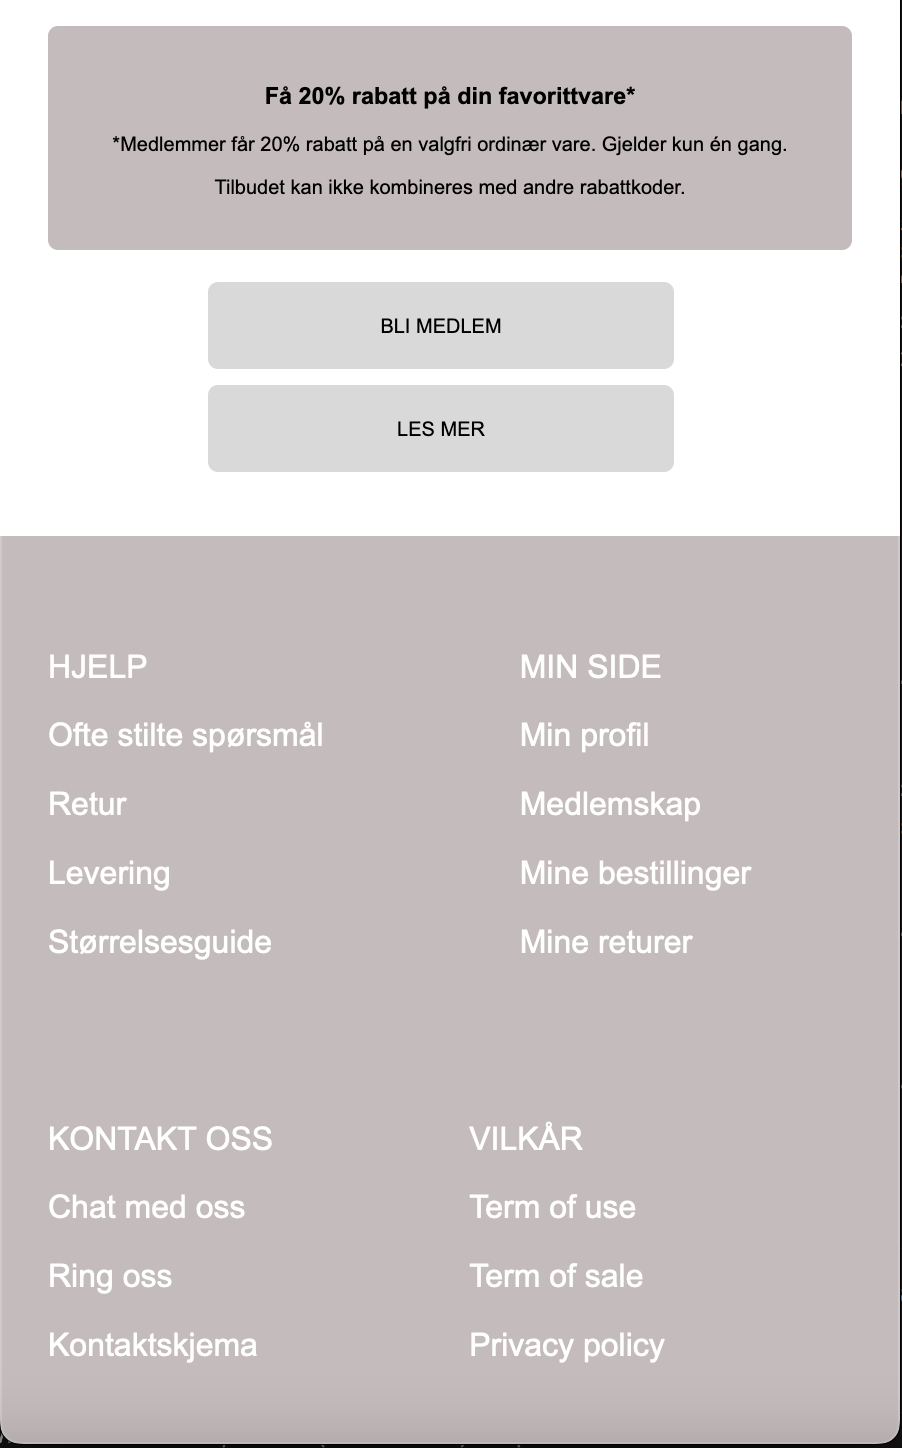 Få 20% rabatt på din favorittvare*
*Medlemmer får 20% rabatt på en valgfri ordinær vare. Gjelder kun én gang.
Tilbudet kan ikke kombineres med andre rabattkoder.
BLI MEDLEM
LES MER
HJELP
Ofte stilte spørsmål
Retur
Levering
Størrelsesguide
MIN SIDE
Min profil
Medlemskap
Mine bestillinger
Mine returer
KONTAKT OSS
Chat med oss
Ring oss
Kontaktskjema
VILKÅR
Term of use
Term of sale
Privacy policy